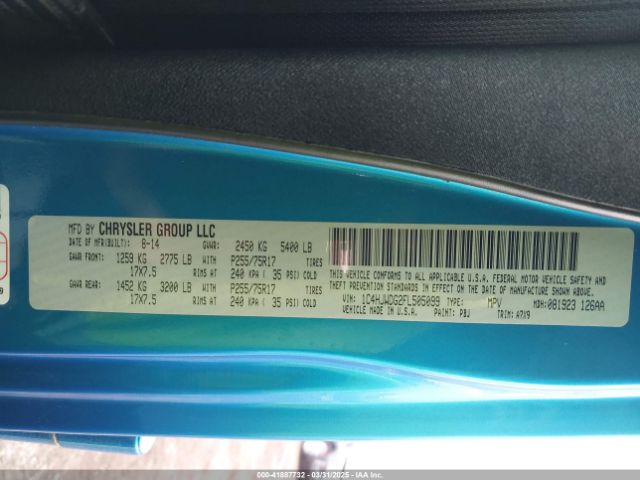 MFD BY CHRYSLER GROUP LLC
DATE OF MFR(BUILT): 8-14 GVWR: 2450 KG 5400 LB
GAWR FRONT: 1259 KG 2775 LB WITH P255/75R17 TIRES
17X7.5 RIMS AT 240 KPA ( 35 PSI) COLD
GAWR REAR: 1452 KG 3200 LB WITH P255/75R17 TIRES
17X7.5 RIMS AT 240 KPA ( 35 PSI) COLD
THIS VEHICLE CONFORMS TO ALL APPLICABLE U.S.A. FEDERAL MOTOR VEHICLE SAFETY AND
THEFT PREVENTION STANDARDS IN EFFECT ON THE DATE OF MANUFACTURE SHOWN ABOVE.
VIN: 1C4HJWDG2FL505099 TYPE: MPV MDH: 081923 126AA
VEHICLE MADE IN U.S.A. PAINT: PBJ TRIM: A7X9
000-41887732 - 03/31/2025 - IAAI.COM